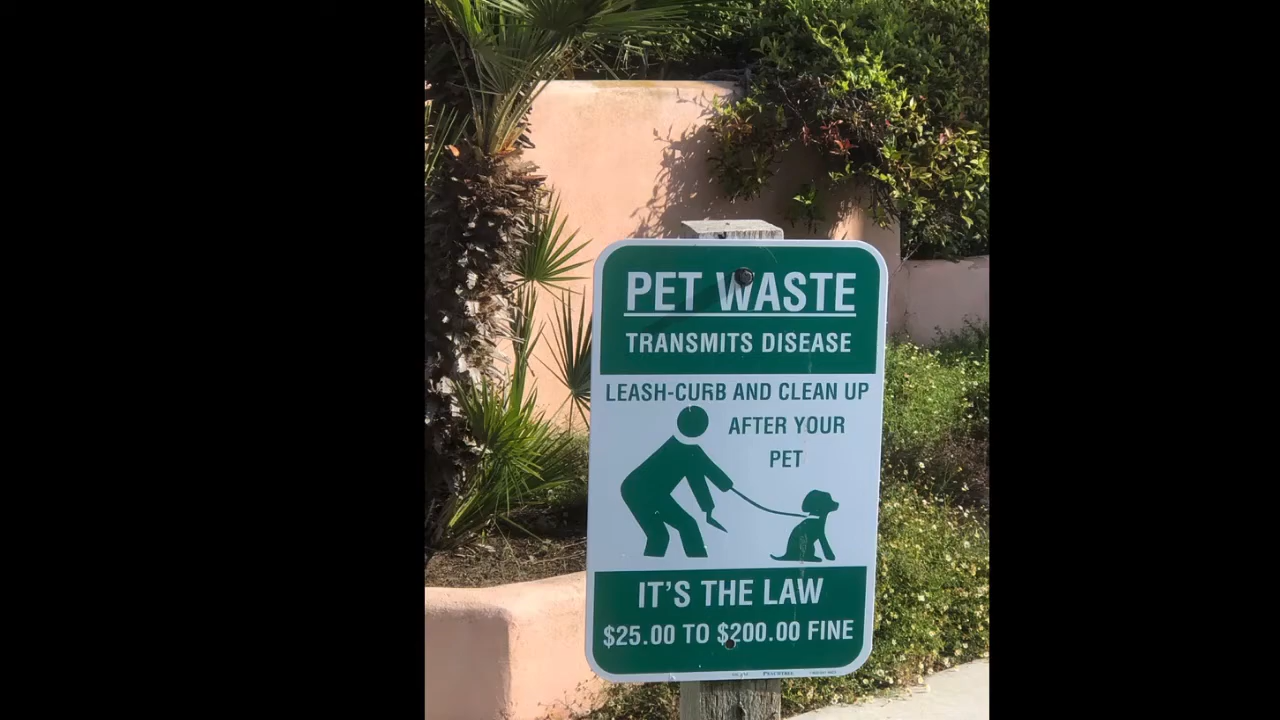 PET WASTE
TRANSMITS DISEASE
LEASH-CURB AND CLEAN UP
AFTER YOUR
PET
IT'S THE LAW
$25.00 TO $200.00 FINE